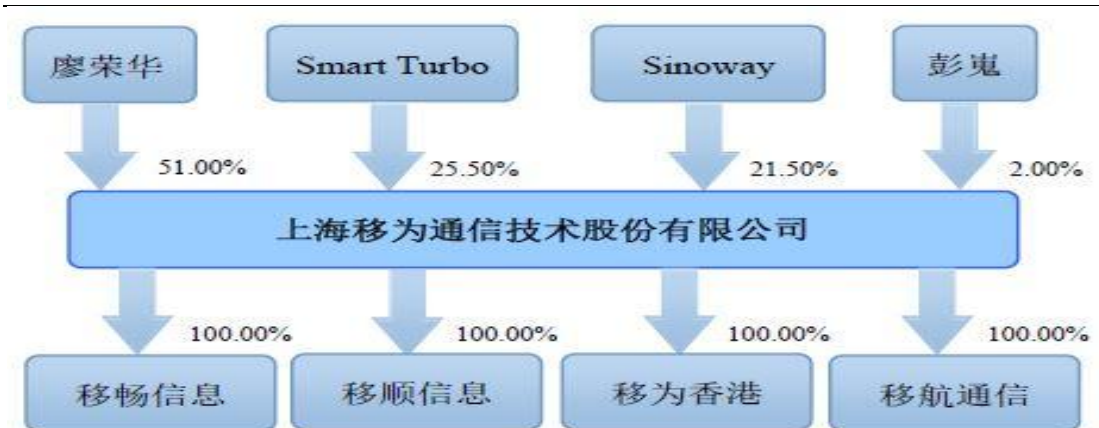 廖荣华 Smart Turbo Sinoway 彭嵬
51.00% 25.50% 21.50% 2.00%
上海移为通信技术股份有限公司
100.00% 100.00% 100.00% 100.00%
移畅信息 移顺信息 移为香港 移航通信